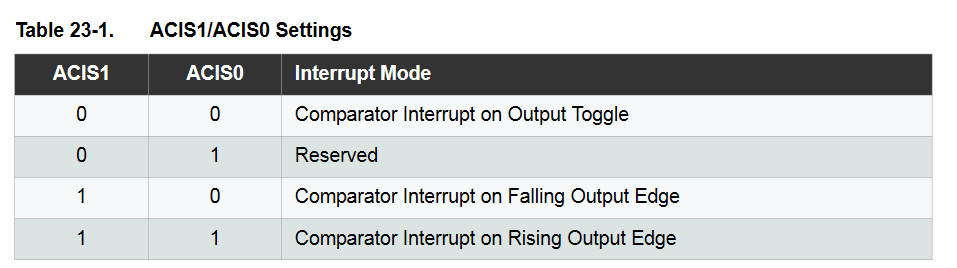 Table 23-1. ACIS1/ACIS0 Settings
ACIS1 ACIS0 Interrupt Mode
0 0 Comparator Interrupt on Output Toggle
0 1 Reserved
1 0 Comparator Interrupt on Falling Output Edge
1 1 Comparator Interrupt on Rising Output Edge